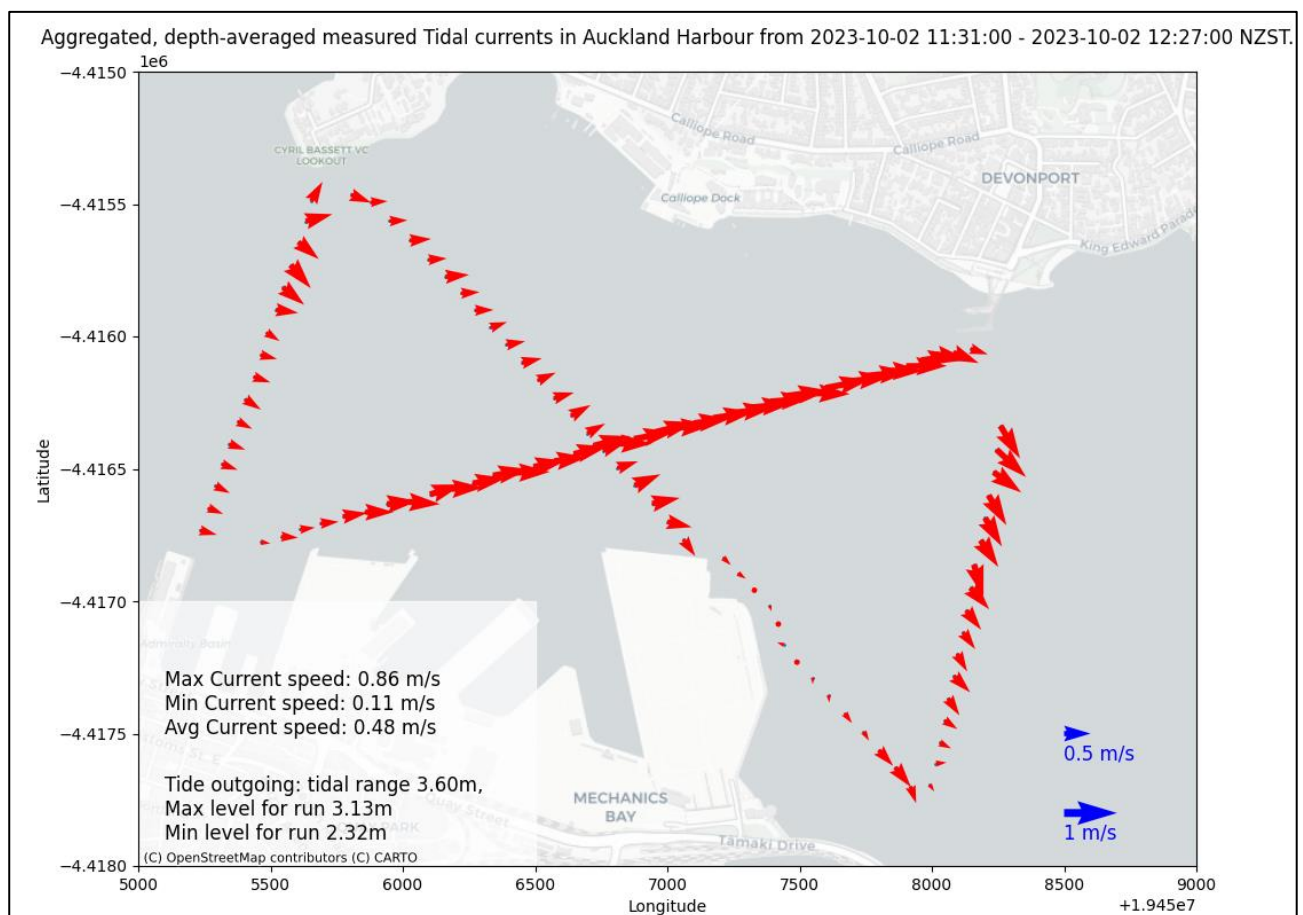 Aggregated, depth-averaged measured Tidal currents in Auckland Harbour from 2023-10-02 11:31:00 - 2023-10-02 12:27:00 NZST.
1e6
−4.4150
−4.4155
−4.4160
−4.4165
−4.4170
−4.4175
−4.4180
Latitude
CYRIL BASSETT VC
LOOKOUT
Calliope Road
Calliope Road
DEVONPORT
Calliope Dock
King Edward Parade
Admiralty Basin
Max Current speed: 0.86 m/s
Min Current speed: 0.11 m/s
Avg Current speed: 0.48 m/s
Tide outgoing: tidal range 3.60m,
Max level for run 3.13m
Min level for run 2.32m
Quay Street
PARK
MECHANICS
BAY
Tāmaki Drive
0.5 m/s
1 m/s
(C) OpenStreetMap contributors (C) CARTO
5000 5500 6000 6500 7000 7500 8000 8500 9000
+1.945e7
Longitude